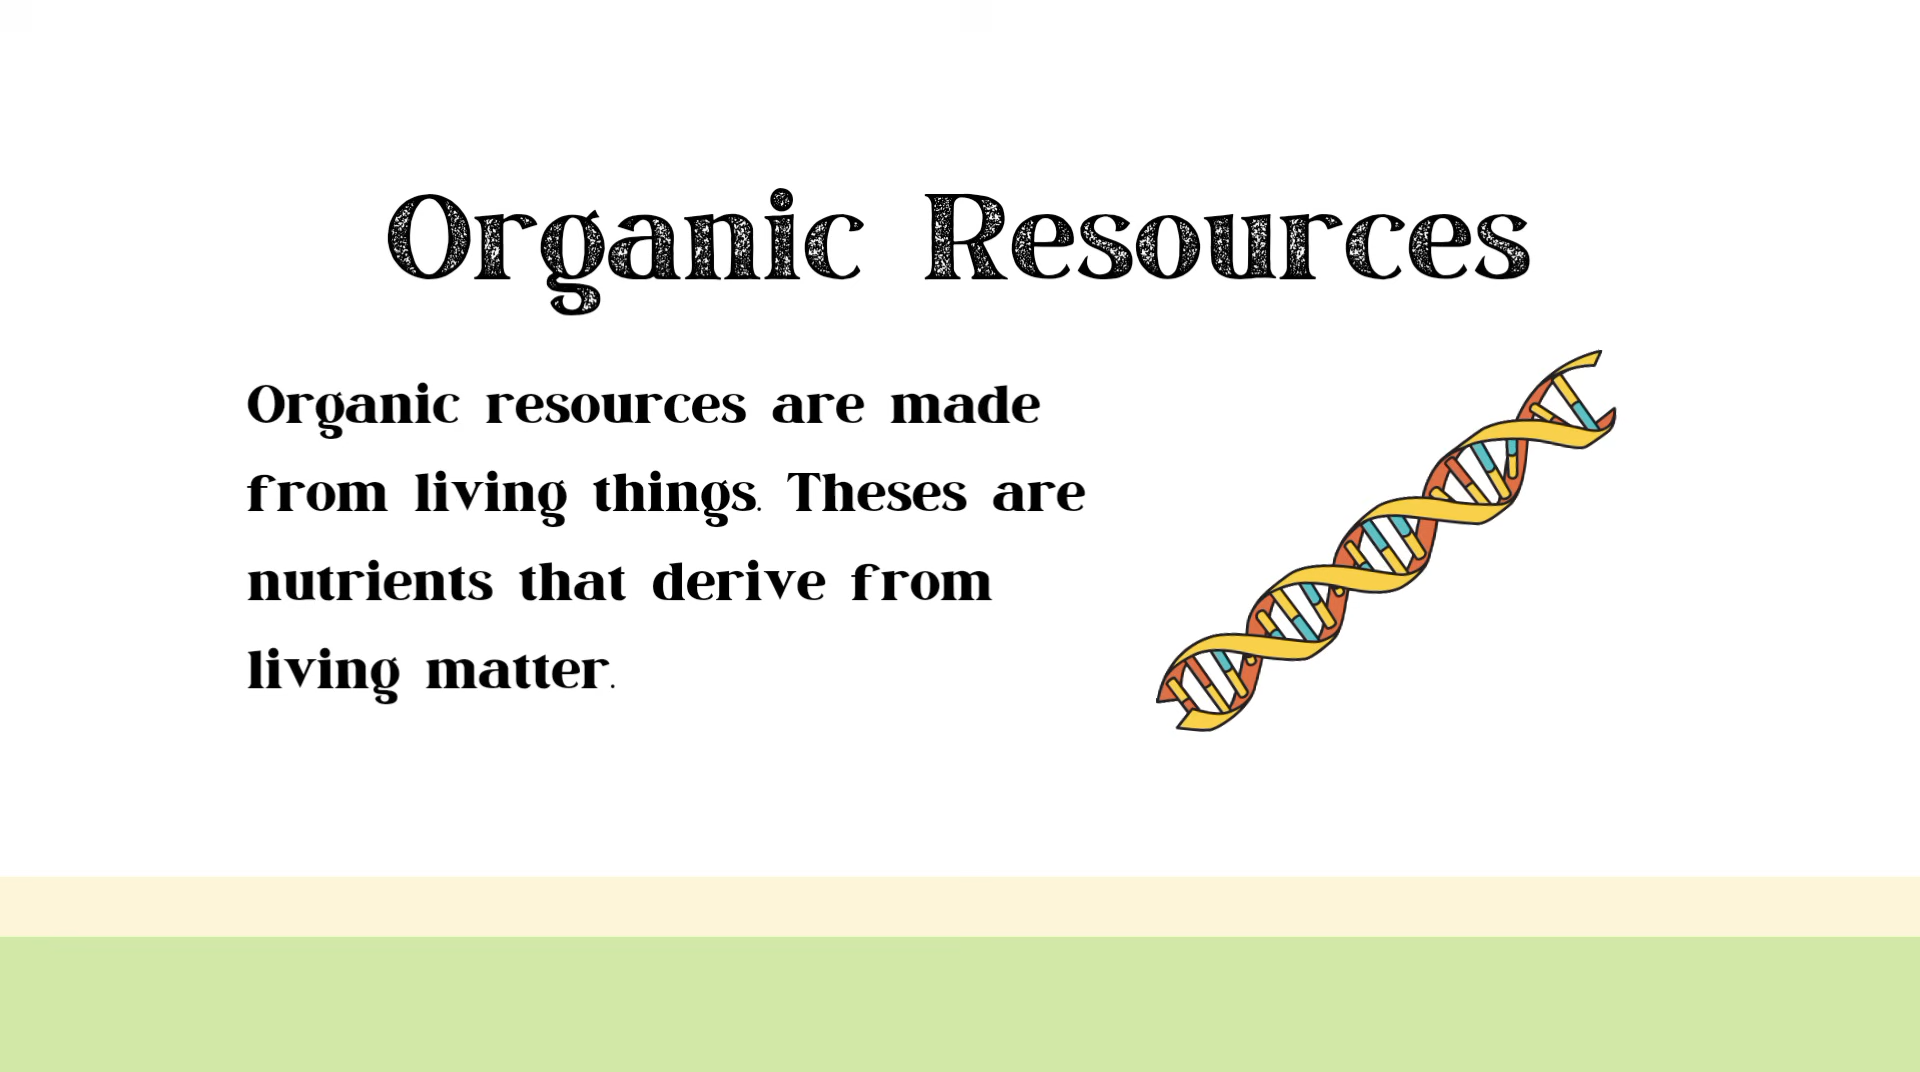 Organic Resources
Organic resources are made
from living things. Theses are
nutrients that derive from
living matter.